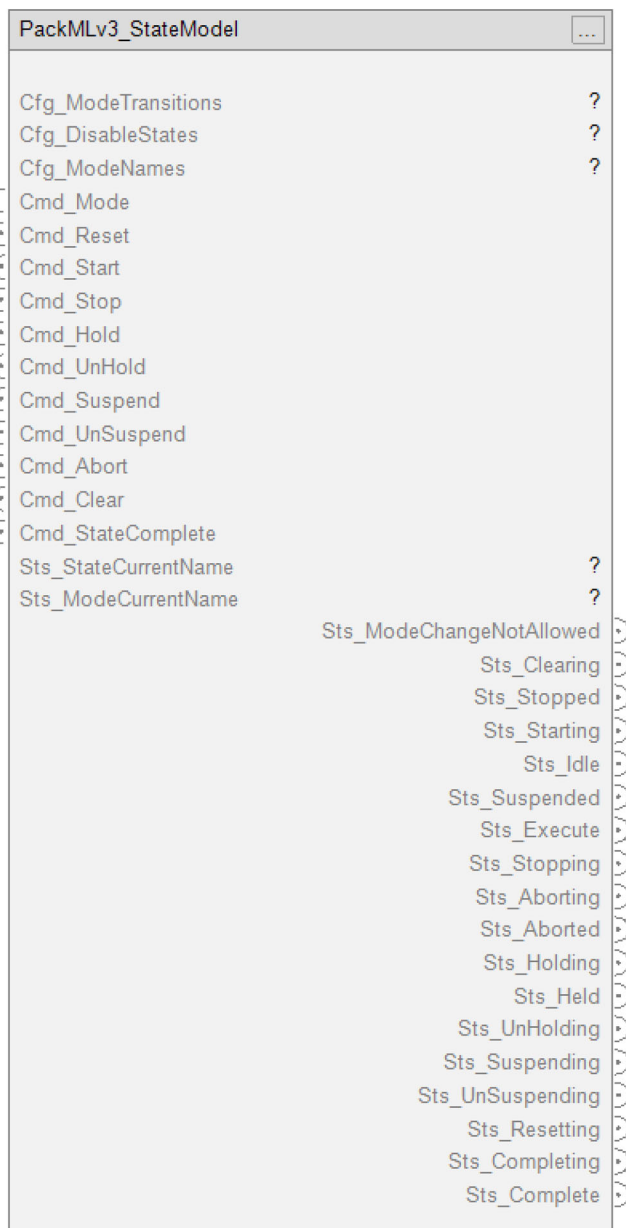 PackMLv3_StateModel ...
Cfg_ModeTransitions ?
Cfg_DisableStates ?
Cfg_ModeNames ?
Cmd_Mode
Cmd_Reset
Cmd_Start
Cmd_Stop
Cmd_Hold
Cmd_UnHold
Cmd_Suspend
Cmd_UnSuspend
Cmd_Abort
Cmd_Clear
Cmd_StateComplete
Sts_StateCurrentName ?
Sts_ModeCurrentName ?
Sts_ModeChangeNotAllowed
Sts_Clearing
Sts_Stopped
Sts_Starting
Sts_Idle
Sts_Suspended
Sts_Execute
Sts_Stopping
Sts_Aborting
Sts_Aborted
Sts_Holding
Sts_Held
Sts_UnHolding
Sts_Suspending
Sts_UnSuspending
Sts_Resetting
Sts_Completing
Sts_Complete